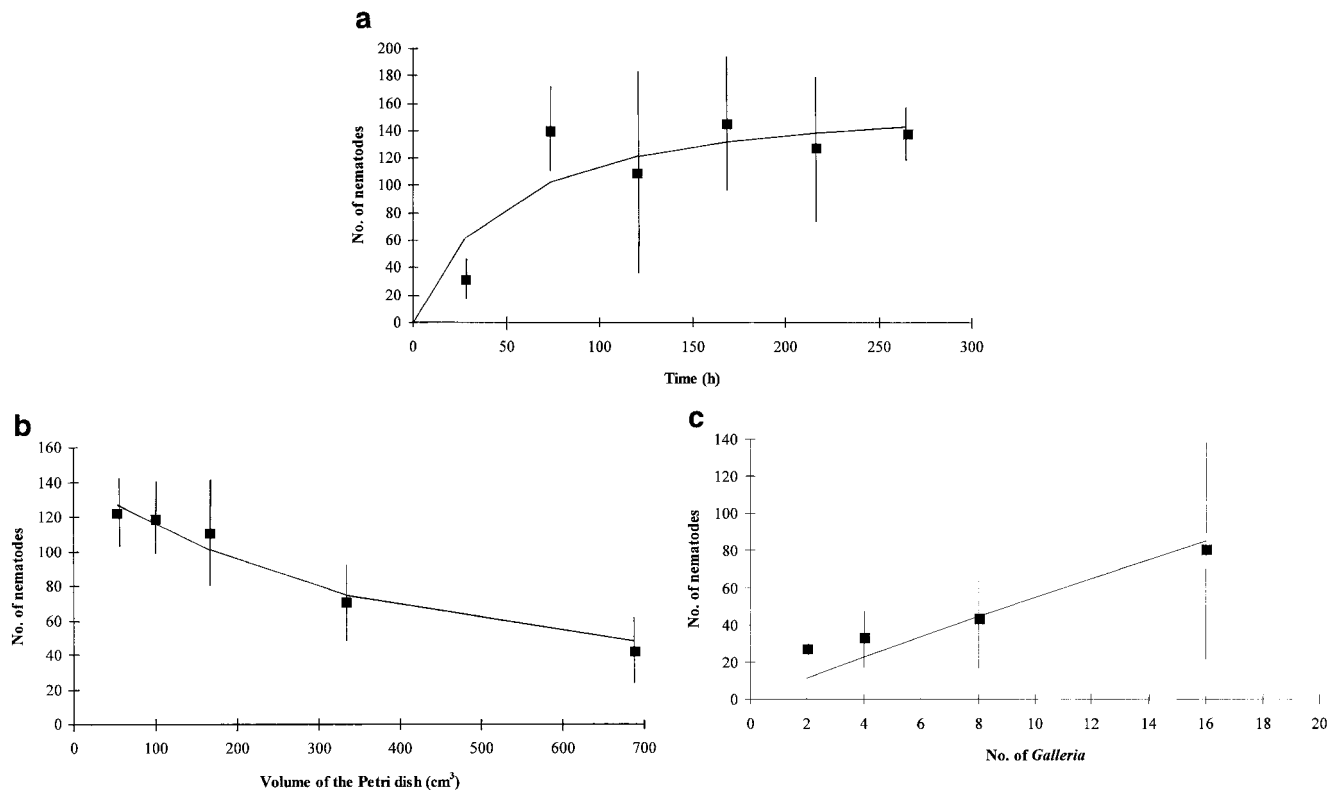 a
No. of nematodes
200
180
160
140
120
100
80
60
40
20
0
0 50 100 150 200 250 300
Time (h)
b
No. of nematodes
160
140
120
100
80
60
40
20
0
0 100 200 300 400 500 600 700
Volume of the Petri dish (cm³)
c
No. of nematodes
140
120
100
80
60
40
20
0
0 2 4 6 8 10 12 14 16 18 20
No. of Galleria